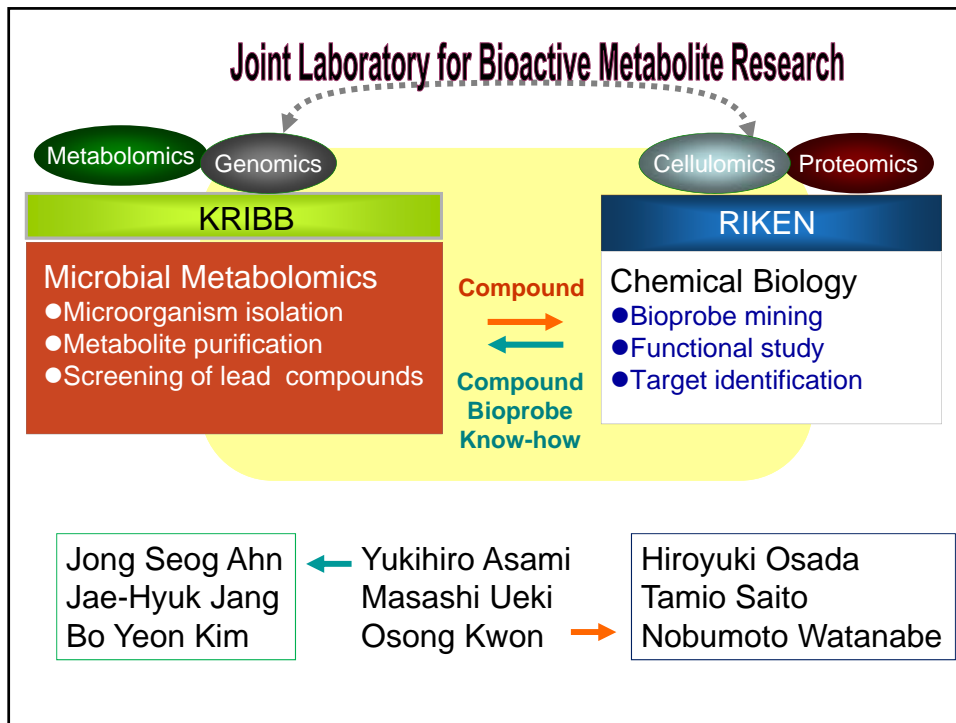 Joint Laboratory for Bioactive Metabolite Research
Metabolomics
Genomics
Cellulomics
Proteomics
KRIBB
RIKEN
Microbial Metabolomics
●Microorganism isolation
●Metabolite purification
●Screening of lead compounds
Compound
Compound
Bioprobe
Know-how
Chemical Biology
●Bioprobe mining
●Functional study
●Target identification
Jong Seog Ahn
Jae-Hyuk Jang
Bo Yeon Kim
Yukihiro Asami
Masashi Ueki
Osong Kwon
Hiroyuki Osada
Tamio Saito
Nobumoto Watanabe